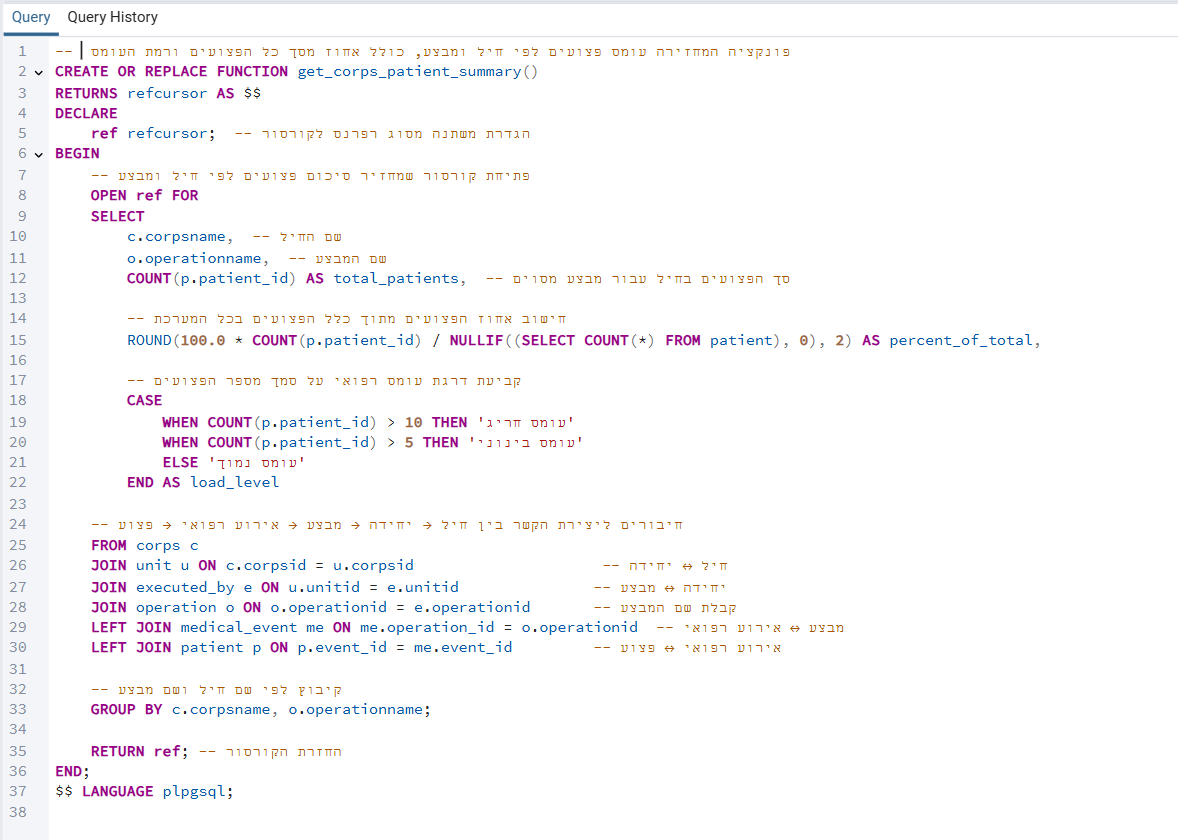 Query Query History
1 -- פונקציה המחזירה עומס פצועים לפי חיל ומבצע, כולל אחוז מסך כל הפצועים ורמת העומס
2 CREATE OR REPLACE FUNCTION get_corps_patient_summary()
3 RETURNS refcursor AS $$
4 DECLARE
5 ref refcursor; -- הגדרת משתנה מסוג רפרנס לקורסור
6 BEGIN
7 -- פתיחת קורסור שמחזיר סיכום פצועים לפי חיל ומבצע
8 OPEN ref FOR
9 SELECT
10 c.corpsname, -- שם החיל
11 o.operationname, -- שם המבצע
12 COUNT(p.patient_id) AS total_patients, -- סך הפצועים בחיל עבור מבצע מסוים
13
14 -- חישוב אחוז הפצועים מתוך כלל הפצועים בכל המערכת
15 ROUND(100.0 * COUNT(p.patient_id) / NULLIF((SELECT COUNT(*) FROM patient), 0), 2) AS percent_of_total,
16
17 -- קביעת דרגת עומס רפואי על סמך מספר הפצועים
18 CASE
19 WHEN COUNT(p.patient_id) > 10 THEN 'עומס חריג'
20 WHEN COUNT(p.patient_id) > 5 THEN 'עומס בינוני'
21 ELSE 'עומס נמוך'
22 END AS load_level
23
24 -- חיבורים ליצירת הקשר בין חיל → יחידה → מבצע → אירוע רפואי → פצוע
25 FROM corps c
26 JOIN unit u ON c.corpsid = u.corpsid -- חיל ↔ יחידה
27 JOIN executed_by e ON u.unitid = e.unitid -- יחידה ↔ מבצע
28 JOIN operation o ON o.operationid = e.operationid -- קבלת שם המבצע
29 LEFT JOIN medical_event me ON me.operation_id = o.operationid -- מבצע ↔ אירוע רפואי
30 LEFT JOIN patient p ON p.event_id = me.event_id -- אירוע רפואי ↔ פצוע
31
32 -- קיבוץ לפי שם חיל ושם מבצע
33 GROUP BY c.corpsname, o.operationname;
34
35 RETURN ref; -- החזרת הקורסור
36 END;
37 $$ LANGUAGE plpgsql;
38